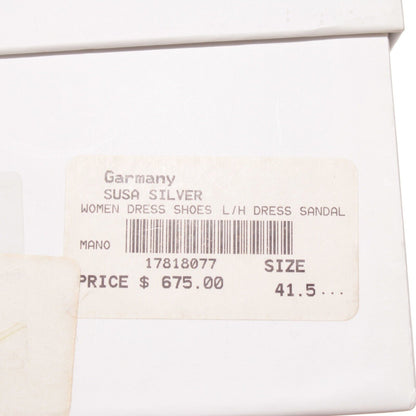 Garmany
SUSA SILVER
WOMEN DRESS SHOES L/H DRESS SANDAL
MANO
17818077 SIZE
PRICE $ 675.00 41.5...